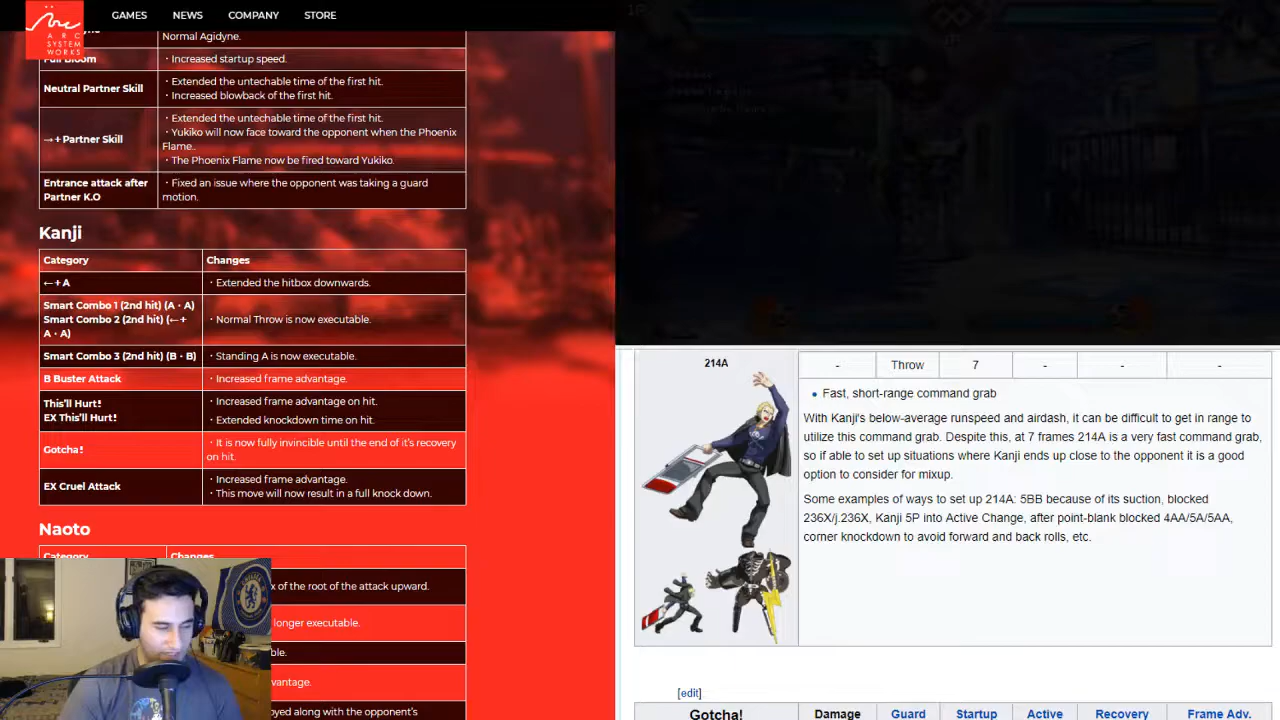 GAMES NEWS COMPANY STORE
ARC
SYSTEM
WORKS
Normal Agidyne.
Full Bloom ・Increased startup speed.
Neutral Partner Skill ・Extended the untechable time of the first hit.
・Increased blowback of the first hit.
→+Partner Skill ・Extended the untechable time of the first hit.
・Yukiko will now face toward the opponent when the Phoenix
Flame..
・The Phoenix Flame now be fired toward Yukiko.
Entrance attack after
Partner K.O
・Fixed an issue where the opponent was taking a guard
motion.
Kanji
Category Changes
←+A ・Extended the hitbox downwards.
Smart Combo 1 (2nd hit) (A・A)
Smart Combo 2 (2nd hit) (←+
A・A)
・Normal Throw is now executable.
Smart Combo 3 (2nd hit) (B・B) ・Standing A is now executable.
B Buster Attack ・Increased frame advantage.
This'll Hurt!
EX This'll Hurt!
・Increased frame advantage on hit.
・Extended knockdown time on hit.
Gotcha! ・It is now fully invincible until the end of it's recovery
on hit.
EX Cruel Attack ・Increased frame advantage.
・This move will now result in a full knock down.
Naoto
Category Changes
x of the root of the attack upward.
longer executable.
ble.
vantage.
oyed along with the opponent's
214A
- Throw 7 - - -
• Fast, short-range command grab
With Kanji's below-average runspeed and airdash, it can be difficult to get in range to
utilize this command grab. Despite this, at 7 frames 214A is a very fast command grab,
so if able to set up situations where Kanji ends up close to the opponent it is a good
option to consider for mixup.
Some examples of ways to set up 214A: 5BB because of its suction, blocked
236X/j.236X, Kanji 5P into Active Change, after point-blank blocked 4AA/5A/5AA,
corner knockdown to avoid forward and back rolls, etc.
[edit]
Gotcha! Damage Guard Startup Active Recovery Frame Adv.